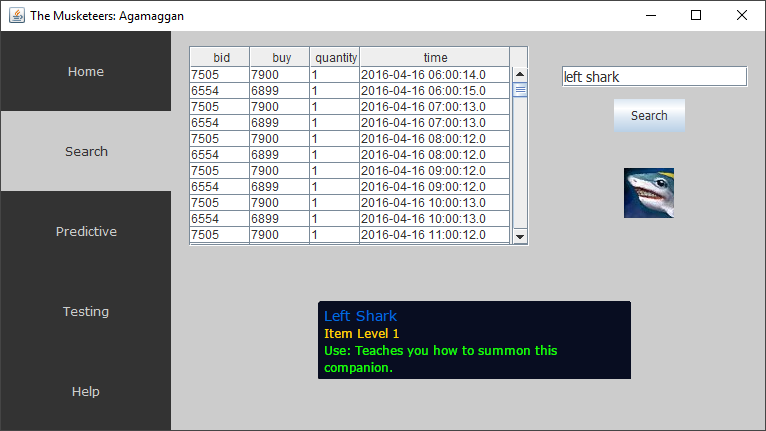 The Musketeers: Agamaggan
Home
Search
Predictive
Testing
Help
bid buy quantity time
7505 7900 1 2016-04-16 06:00:14.0
6554 6899 1 2016-04-16 06:00:15.0
7505 7900 1 2016-04-16 07:00:13.0
6554 6899 1 2016-04-16 07:00:13.0
7505 7900 1 2016-04-16 08:00:12.0
6554 6899 1 2016-04-16 08:00:12.0
7505 7900 1 2016-04-16 09:00:12.0
6554 6899 1 2016-04-16 09:00:12.0
7505 7900 1 2016-04-16 10:00:13.0
6554 6899 1 2016-04-16 10:00:13.0
7505 7900 1 2016-04-16 11:00:12.0
left shark
Search
Left Shark
Item Level 1
Use: Teaches you how to summon this
companion.